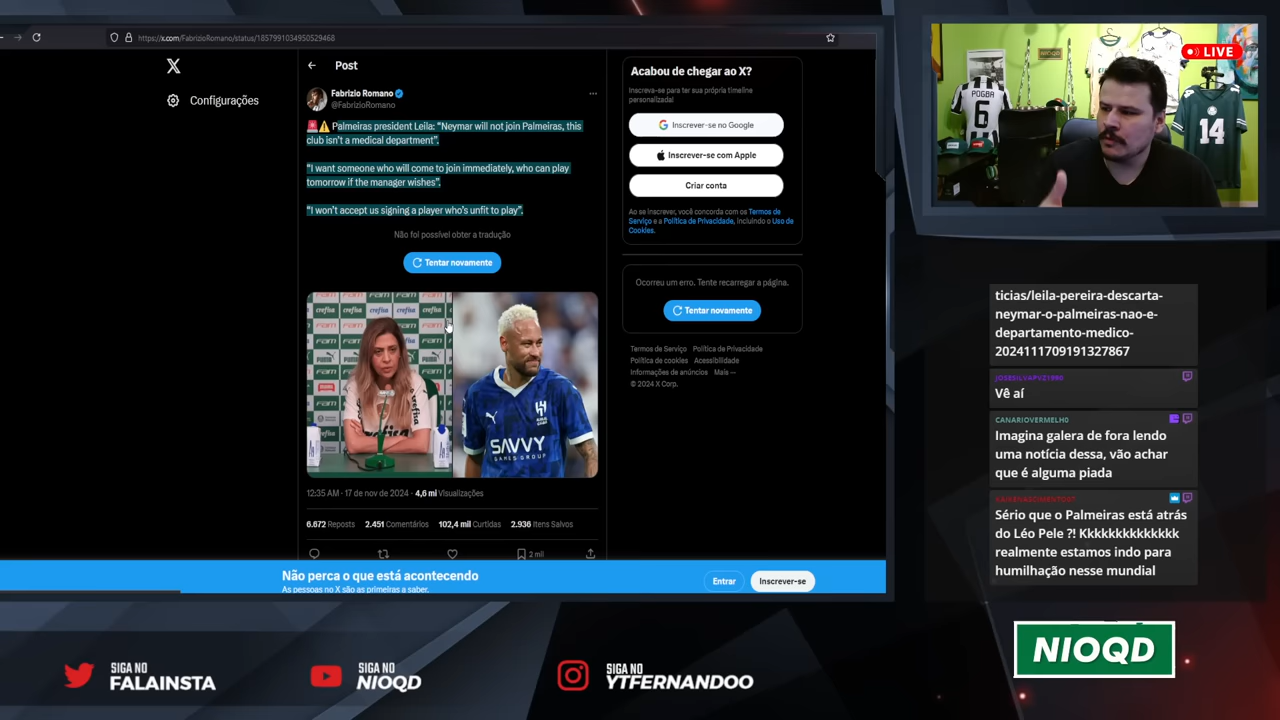 https://x.com/FabrizioRomano/status/1857991034950529468
Configurações
Post
Fabrizio Romano
@FabrizioRomano
🚨⚠️ Palmeiras president Leila: “Neymar will not join Palmeiras, this
club isn't a medical department”.
“I want someone who will come to join immediately, who can play
tomorrow if the manager wishes”.
“I won't accept us signing a player who's unfit to play”.
Não foi possível obter a tradução
Tentar novamente
crefisa
FAM
PUMA
SAVVY
GAMES GROUP
12:35 AM · 17 de nov de 2024 · 4,6 mi Visualizações
6.672 Reposts 2.451 Comentários 102,4 mil Curtidas 2.936 Itens Salvos
2 mil
Acabou de chegar ao X?
Inscreva-se para ter sua própria timeline
personalizada!
Inscrever-se no Google
Inscrever-se com Apple
Criar conta
Ao se inscrever, você concorda com os Termos de
Serviço e a Política de Privacidade, incluindo o Uso de
Cookies.
Ocorreu um erro. Tente recarregar a página.
Tentar novamente
Termos de Serviço Política de Privacidade
Política de cookies Acessibilidade
Informações de anúncios Mais ···
© 2024 X Corp.
Não perca o que está acontecendo
As pessoas no X são as primeiras a saber.
Entrar
Inscrever-se
LIVE
NIOQD
POGBA
6
14
ticias/leila-pereira-descarta-
neymar-o-palmeiras-nao-e-
departamento-medico-
2024111709191327867
JOSESILVAPVZ1990
Vê aí
CANARIOVERMELH0
Imagina galera de fora lendo
uma notícia dessa, vão achar
que é alguma piada
Sério que o Palmeiras está atrás
do Léo Pele ?! Kkkkkkkkkkkkk
realmente estamos indo para
humilhação nesse mundial
NIOQD
SIGA NO
FALAINSTA
SIGA NO
NIOQD
SIGA NO
YTFERNANDOO